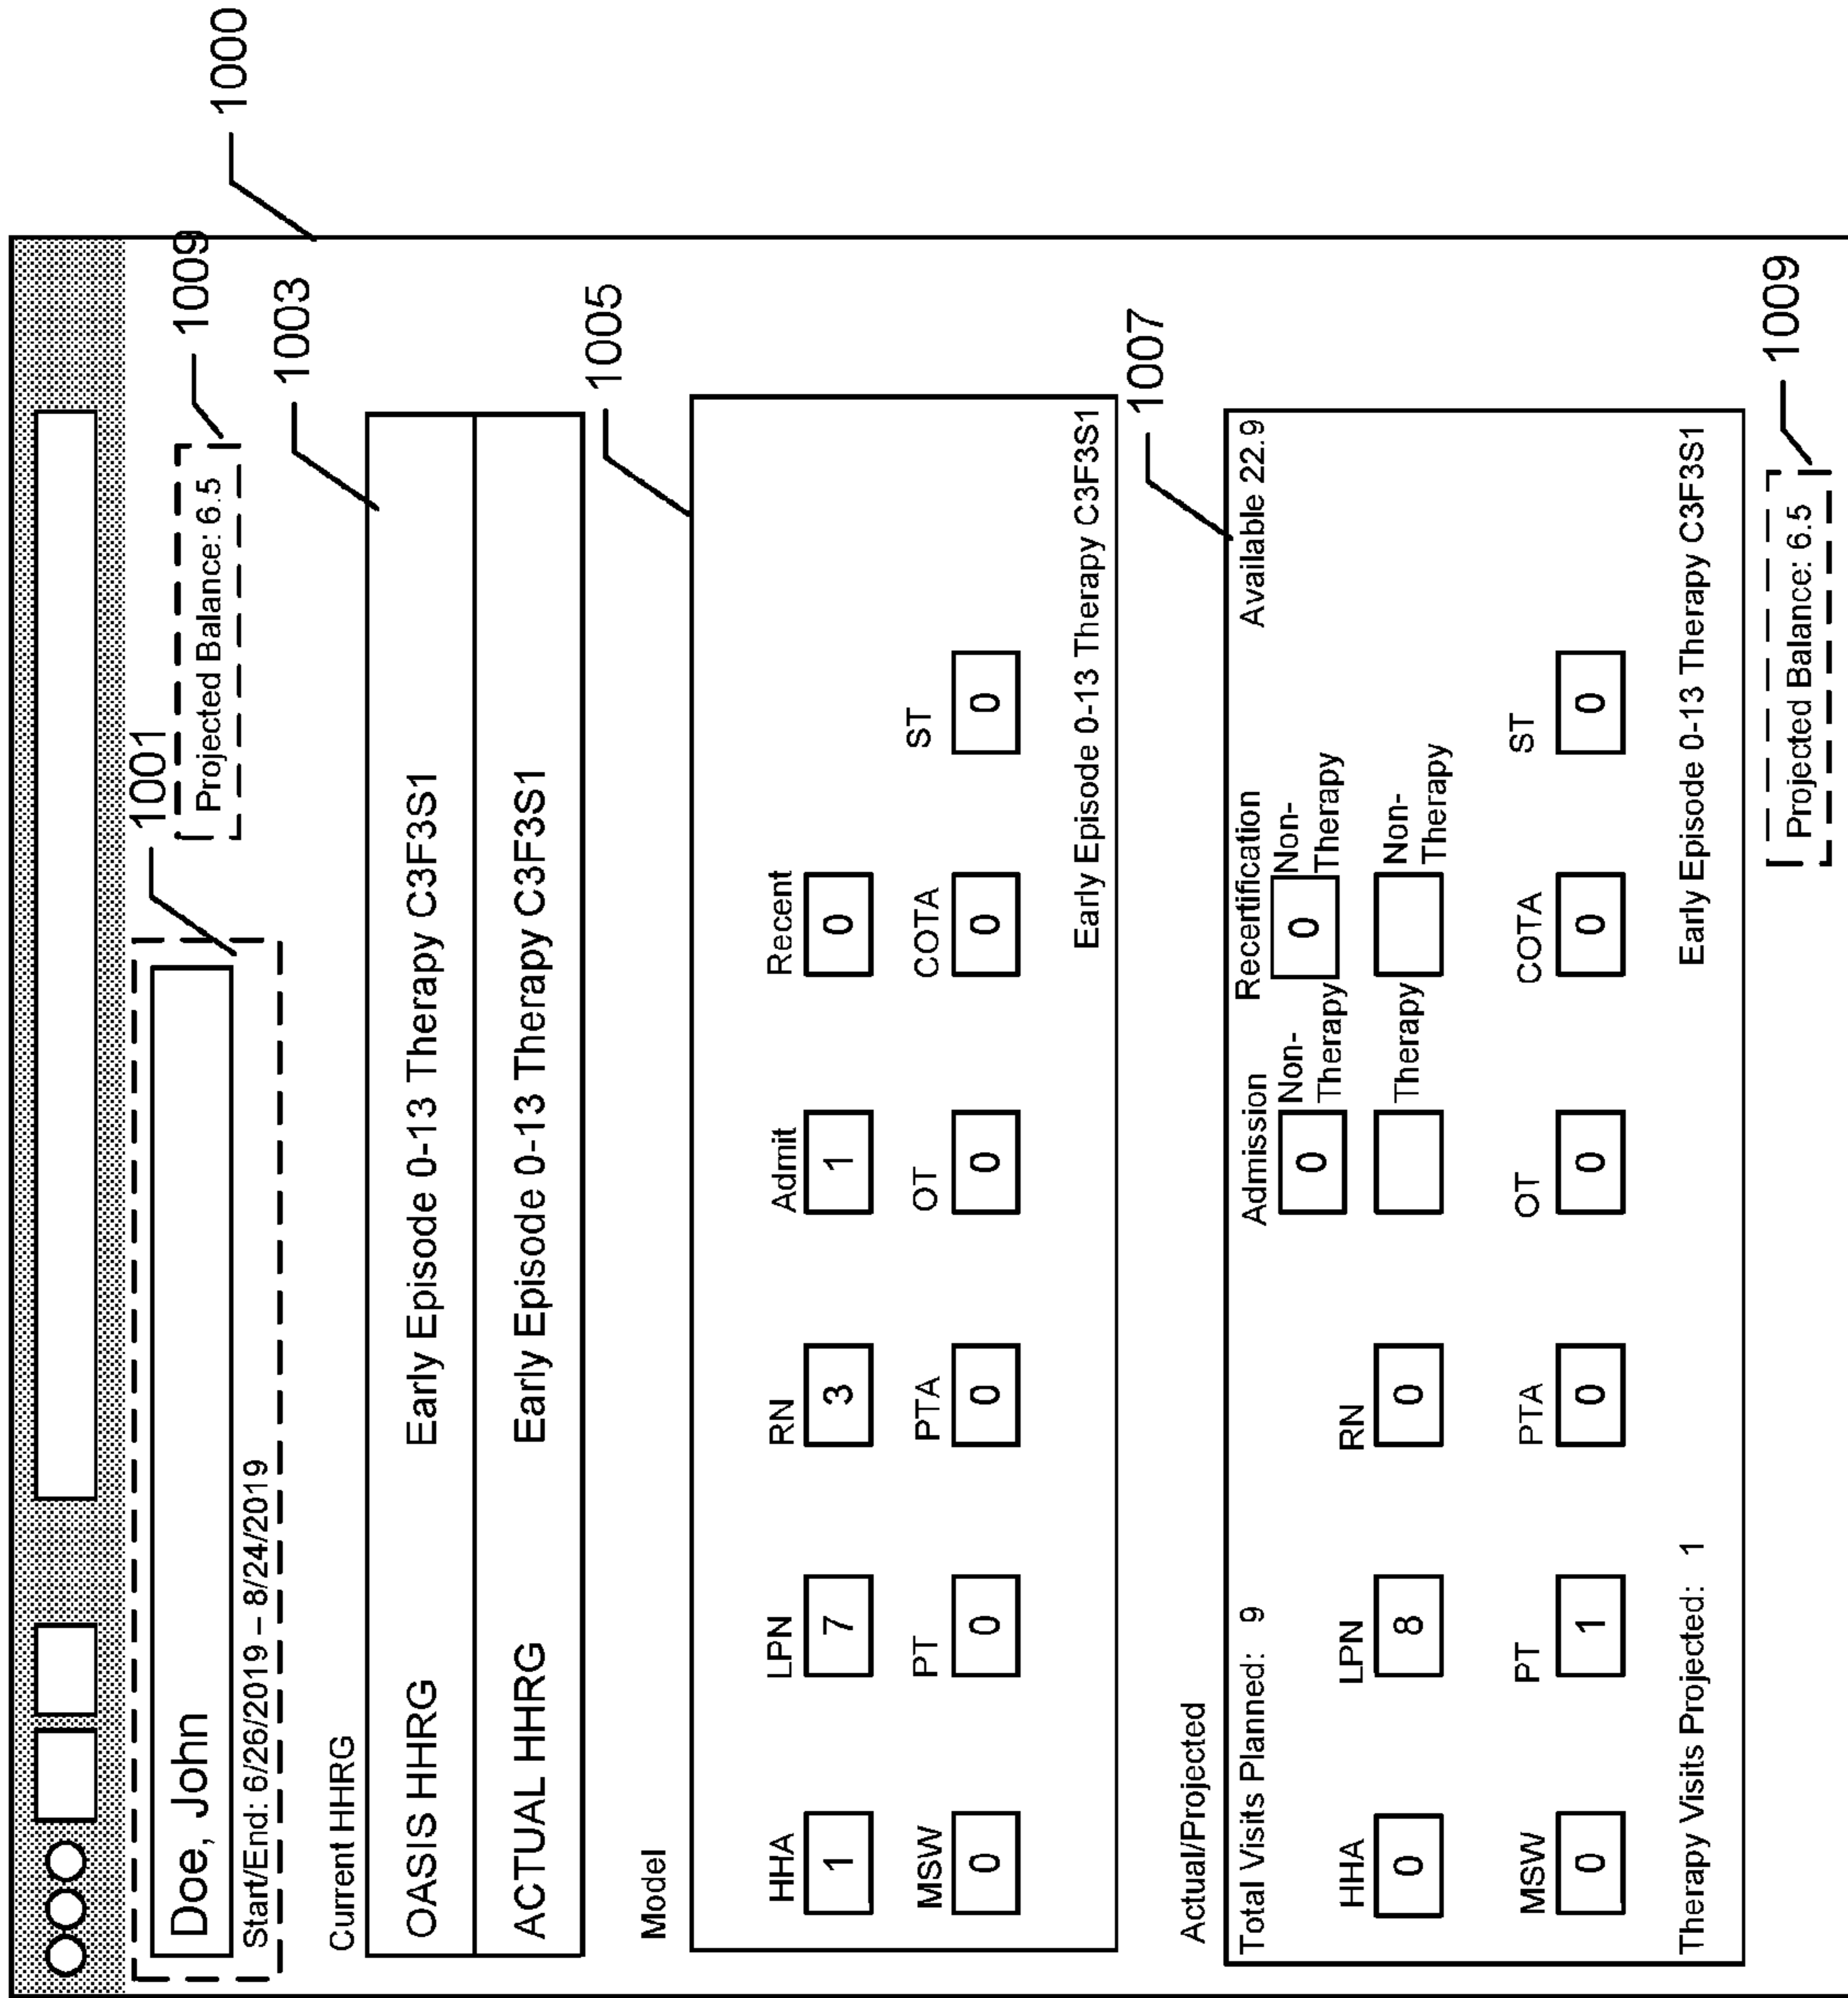 1000
Doe, John
1001
Start/End: 6/26/2019 – 8/24/2019
Projected Balance: 6.5
1009
Current HHRG
1003
OASIS HHRG Early Episode 0-13 Therapy C3F3S1
ACTUAL HHRG Early Episode 0-13 Therapy C3F3S1
Model
1005
HHA LPN RN Admit Recent
1 7 3 1 0
MSW PT PTA OT COTA ST
0 0 0 0 0 0
Early Episode 0-13 Therapy C3F3S1
Actual/Projected
1007
Total Visits Planned: 9 Admission Recertification Available 22.9
0 Non-Therapy 0 Non-Therapy
HHA LPN RN
0 8 0 Therapy Non-Therapy
MSW PT PTA OT COTA ST
0 1 0 0 0 0
Therapy Visits Projected: 1 Early Episode 0-13 Therapy C3F3S1
Projected Balance: 6.5
1009